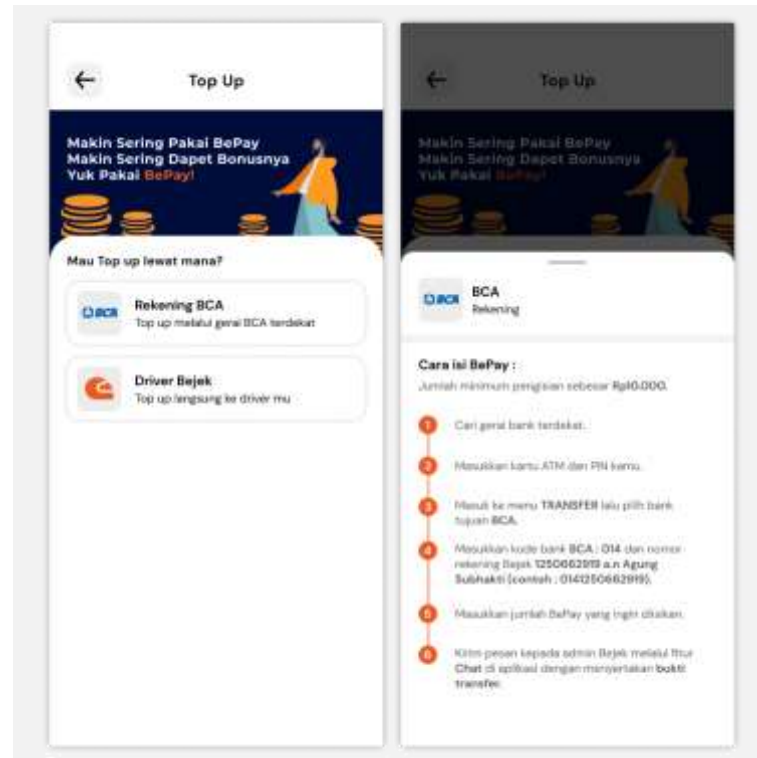 Top Up
Makin Sering Pakai BePay
Makin Sering Dapet Bonusnya
Yuk Pakai BePay!
Mau Top up lewat mana?
BCA
Rekening BCA
Top up melalui gerai BCA terdekat
Driver Bejek
Top up langsung ke driver mu
Top Up
Makin Sering Pakai BePay
Makin Sering Dapet Bonusnya
Yuk Pakai BePay!
BCA
BCA
Rekening
Cara isi BePay :
Jumlah minimum pengisian sebesar Rp10.000.
1
Cari gerai bank terdekat.
2
Masukkan kartu ATM dan PIN kamu.
3
Masuk ke menu TRANSFER lalu pilih bank
tujuan BCA.
4
Masukkan kode bank BCA : 014 dan nomor
rekening Bejek 1250662919 a.n Agung
Subhakti (contoh : 0141250662919).
5
Masukkan jumlah BePay yang ingin diisikan.
6
Kirim pesan kepada admin Bejek melalui fitur
Chat di aplikasi dengan menyertakan bukti
transfer.